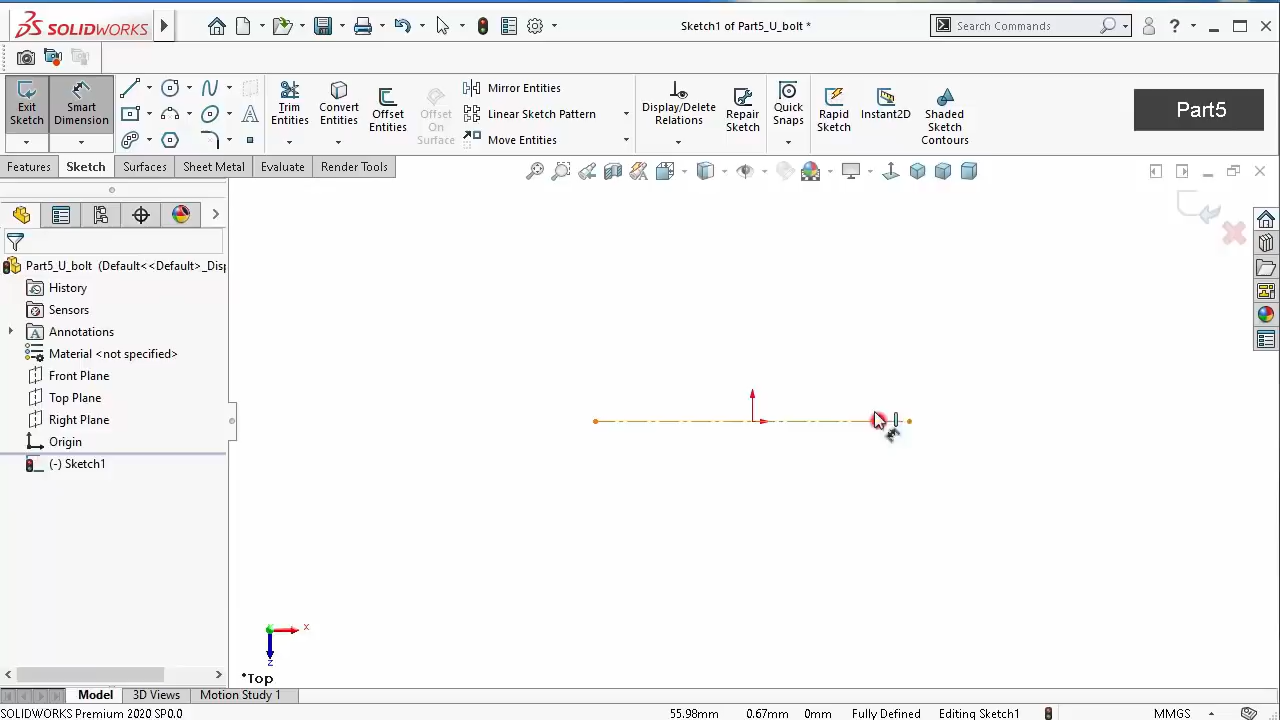 SOLIDWORKS
Sketch1 of Part5_U_bolt *
Search Commands
?
Exit Sketch
Smart Dimension
Trim Entities
Convert Entities
Offset Entities
Offset On Surface
Mirror Entities
Linear Sketch Pattern
Move Entities
Display/Delete Relations
Repair Sketch
Quick Snaps
Rapid Sketch
Instant2D
Shaded Sketch Contours
Part5
Features
Sketch
Surfaces
Sheet Metal
Evaluate
Render Tools
Part5_U_bolt (Default<<Default>_Disp
History
Sensors
Annotations
Material <not specified>
Front Plane
Top Plane
Right Plane
Origin
(-) Sketch1
x
z
*Top
Model
3D Views
Motion Study 1
SOLIDWORKS Premium 2020 SP0.0
55.98mm
0.67mm
0mm
Fully Defined
Editing Sketch1
MMGS